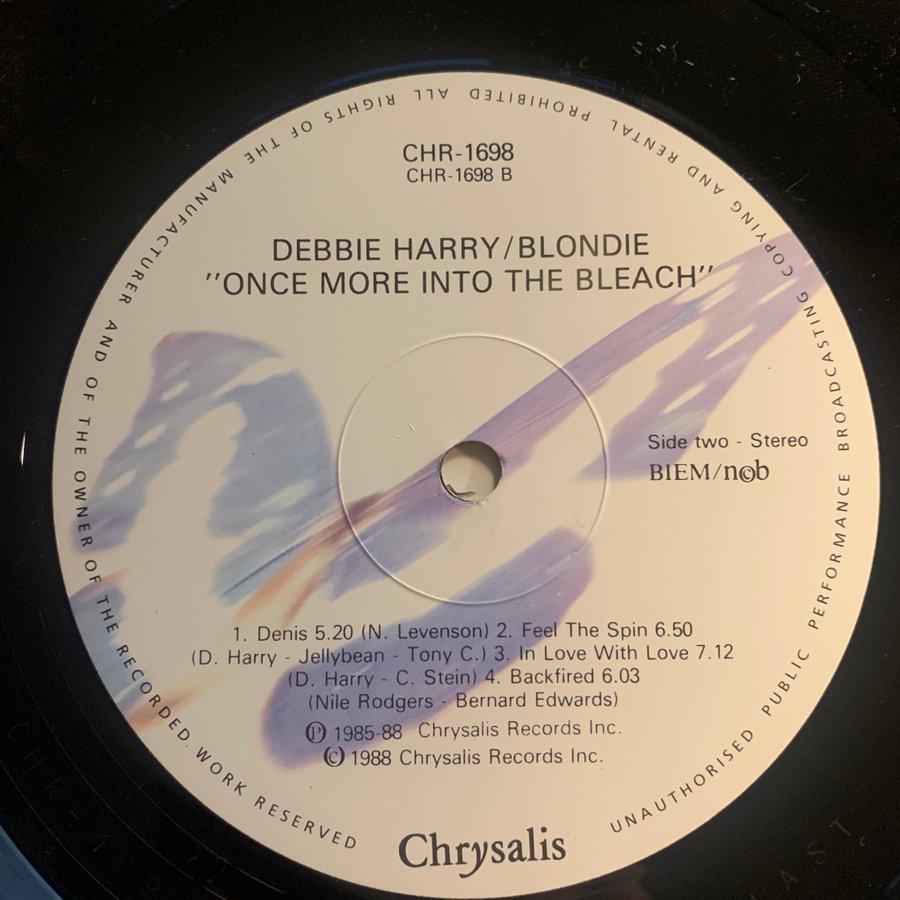 CHR-1698
CHR-1698 B
DEBBIE HARRY/BLONDIE
"ONCE MORE INTO THE BLEACH"
Side two - Stereo
BIEM/ncb
1. Denis 5.20 (N. Levenson) 2. Feel The Spin 6.50
(D. Harry - Jellybean - Tony C.) 3. In Love With Love 7.12
(D. Harry - C. Stein) 4. Backfired 6.03
(Nile Rodgers - Bernard Edwards)
Ⓟ 1985-88 Chrysalis Records Inc.
© 1988 Chrysalis Records Inc.
Chrysalis
ALL RIGHTS OF THE MANUFACTURER AND OF THE OWNER OF THE RECORDED. WORK RESERVED UNAUTHORISED PUBLIC PERFORMANCE BROADCASTING COPYING AND RENTAL PROHIBITED